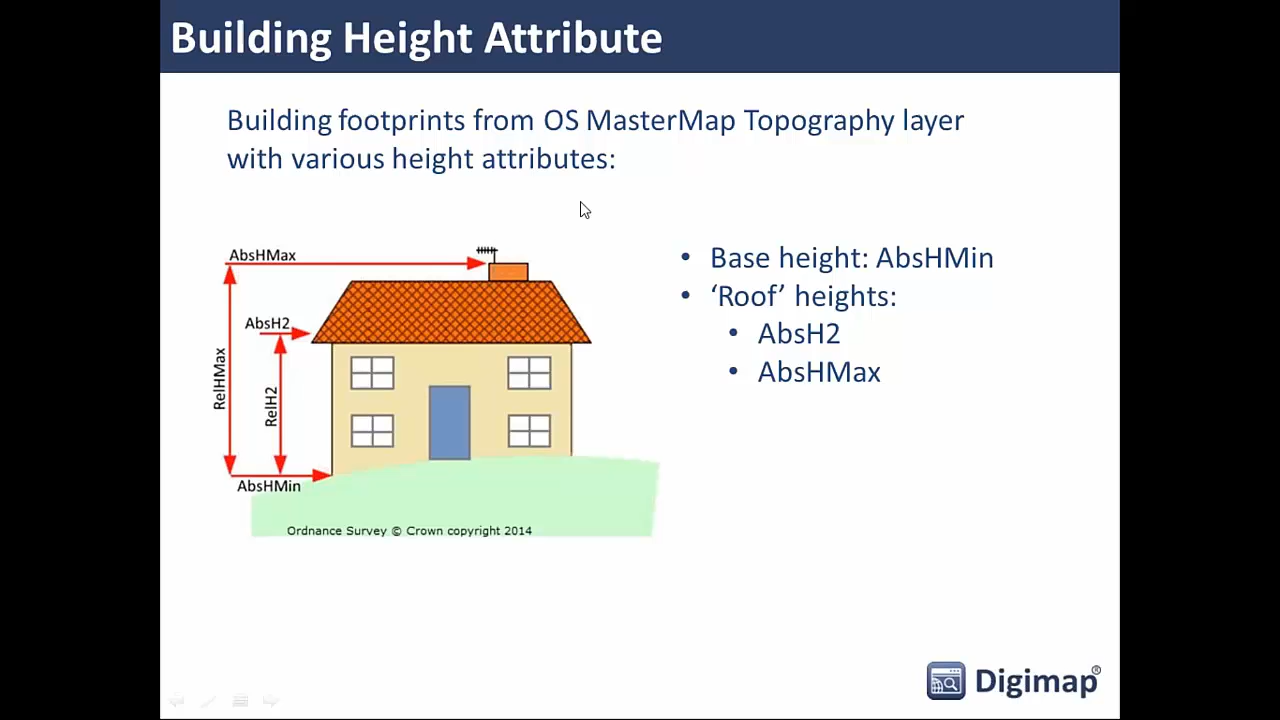 Building Height Attribute
Building footprints from OS MasterMap Topography layer
with various height attributes:
AbsHMax
AbsH2
RelHMax
RelH2
AbsHMin
Ordnance Survey © Crown copyright 2014
• Base height: AbsHMin
• ‘Roof’ heights:
• AbsH2
• AbsHMax
Digimap®